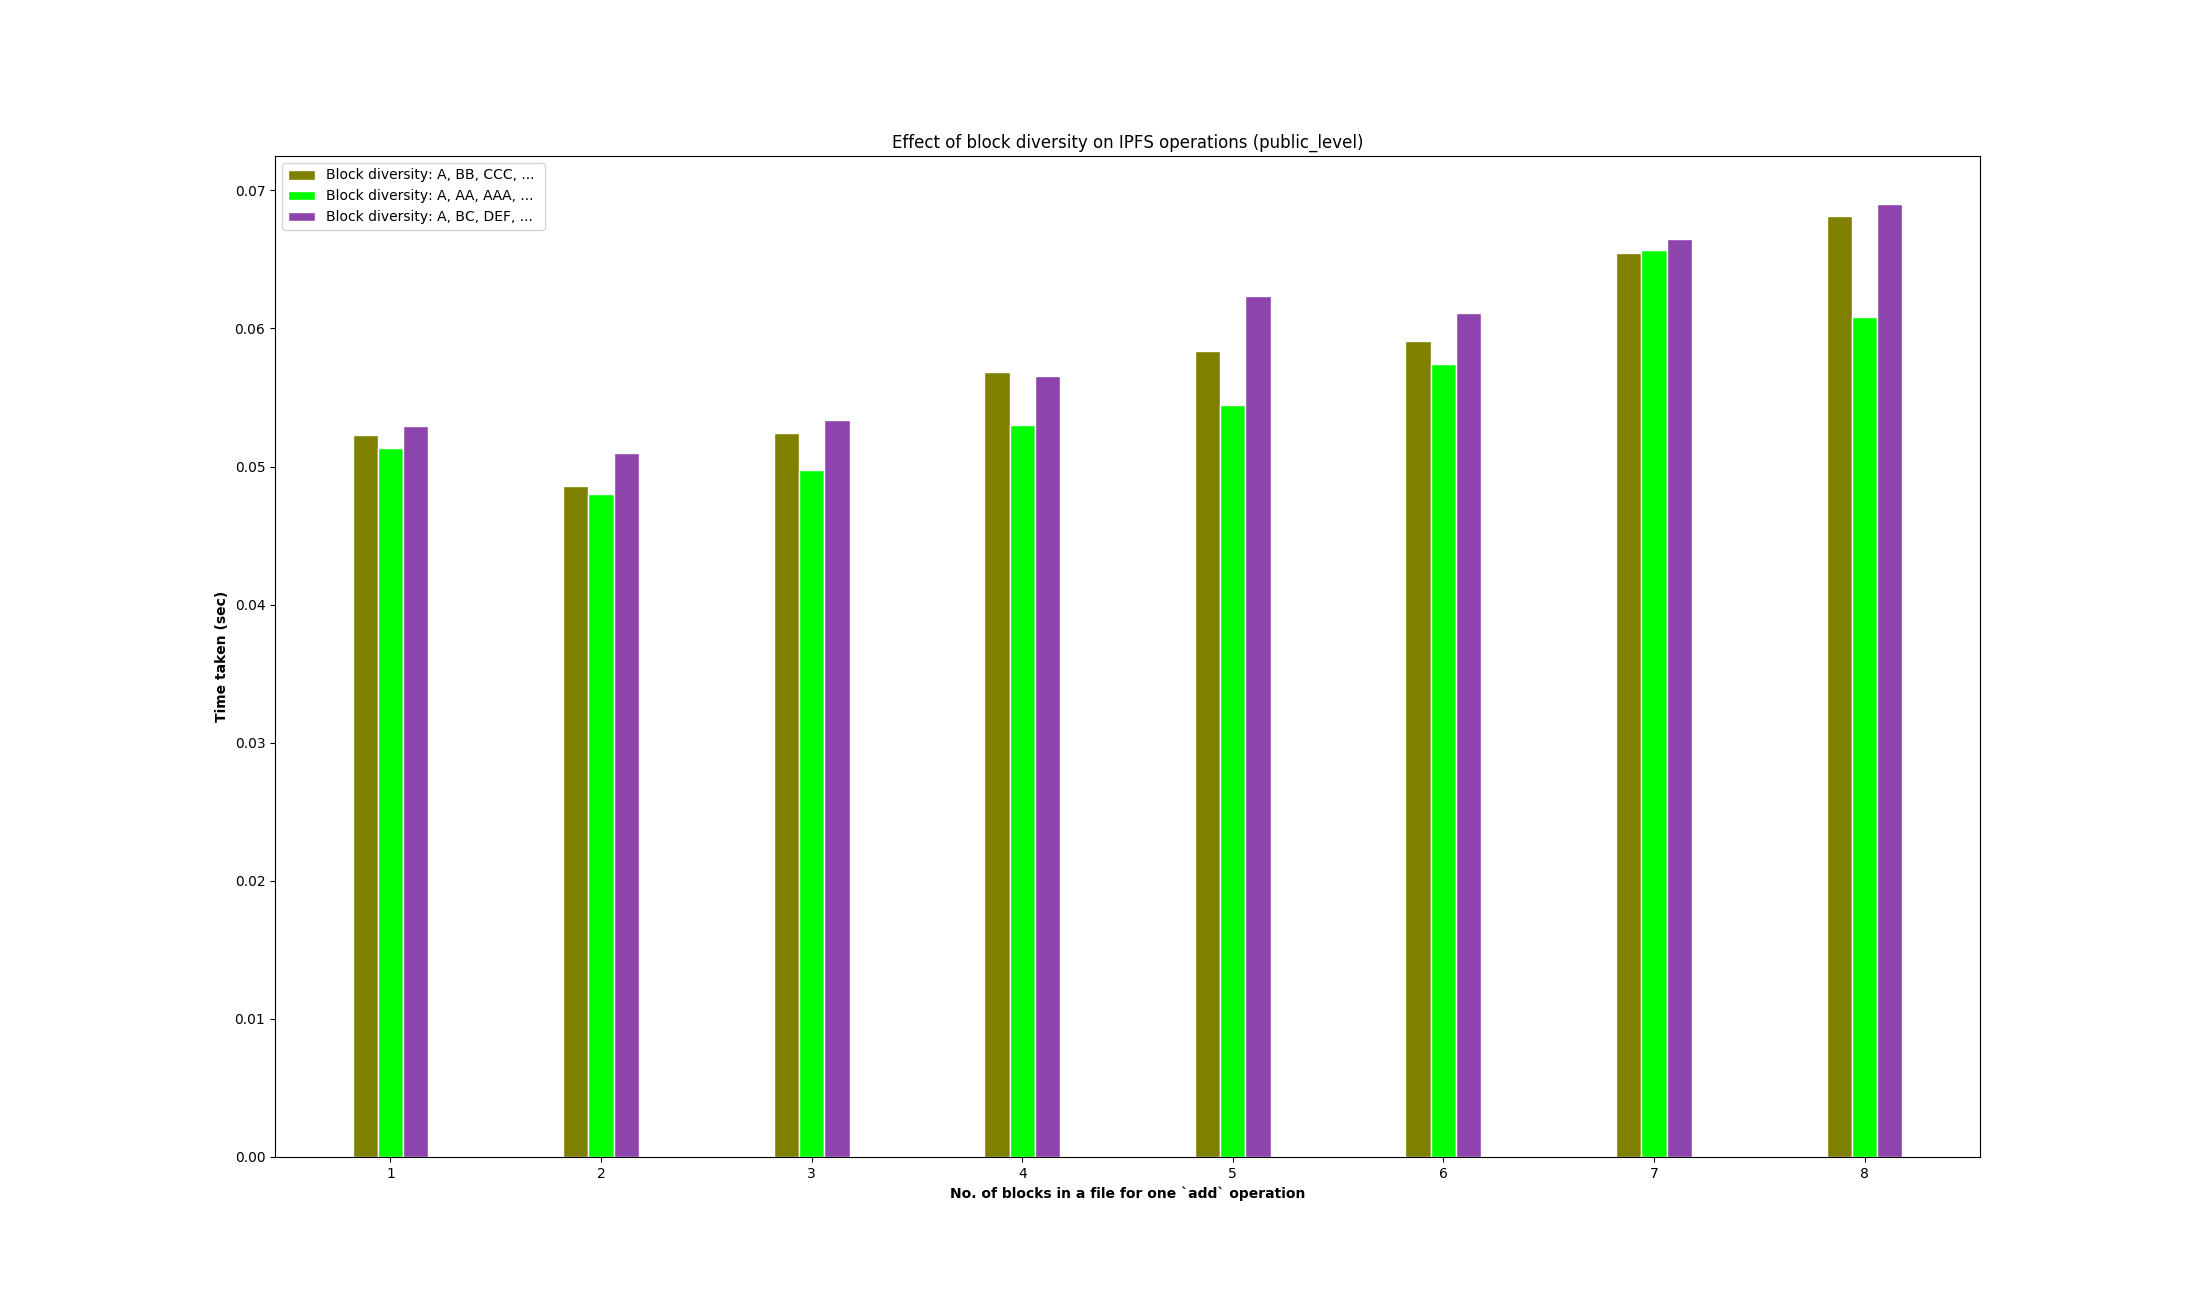 Effect of block diversity on IPFS operations (public_level)
Block diversity: A, BB, CCC, ...
Block diversity: A, AA, AAA, ...
Block diversity: A, BC, DEF, ...
0.07
0.06
0.05
0.04
0.03
0.02
0.01
0.00
Time taken (sec)
1 2 3 4 5 6 7 8
No. of blocks in a file for one `add` operation